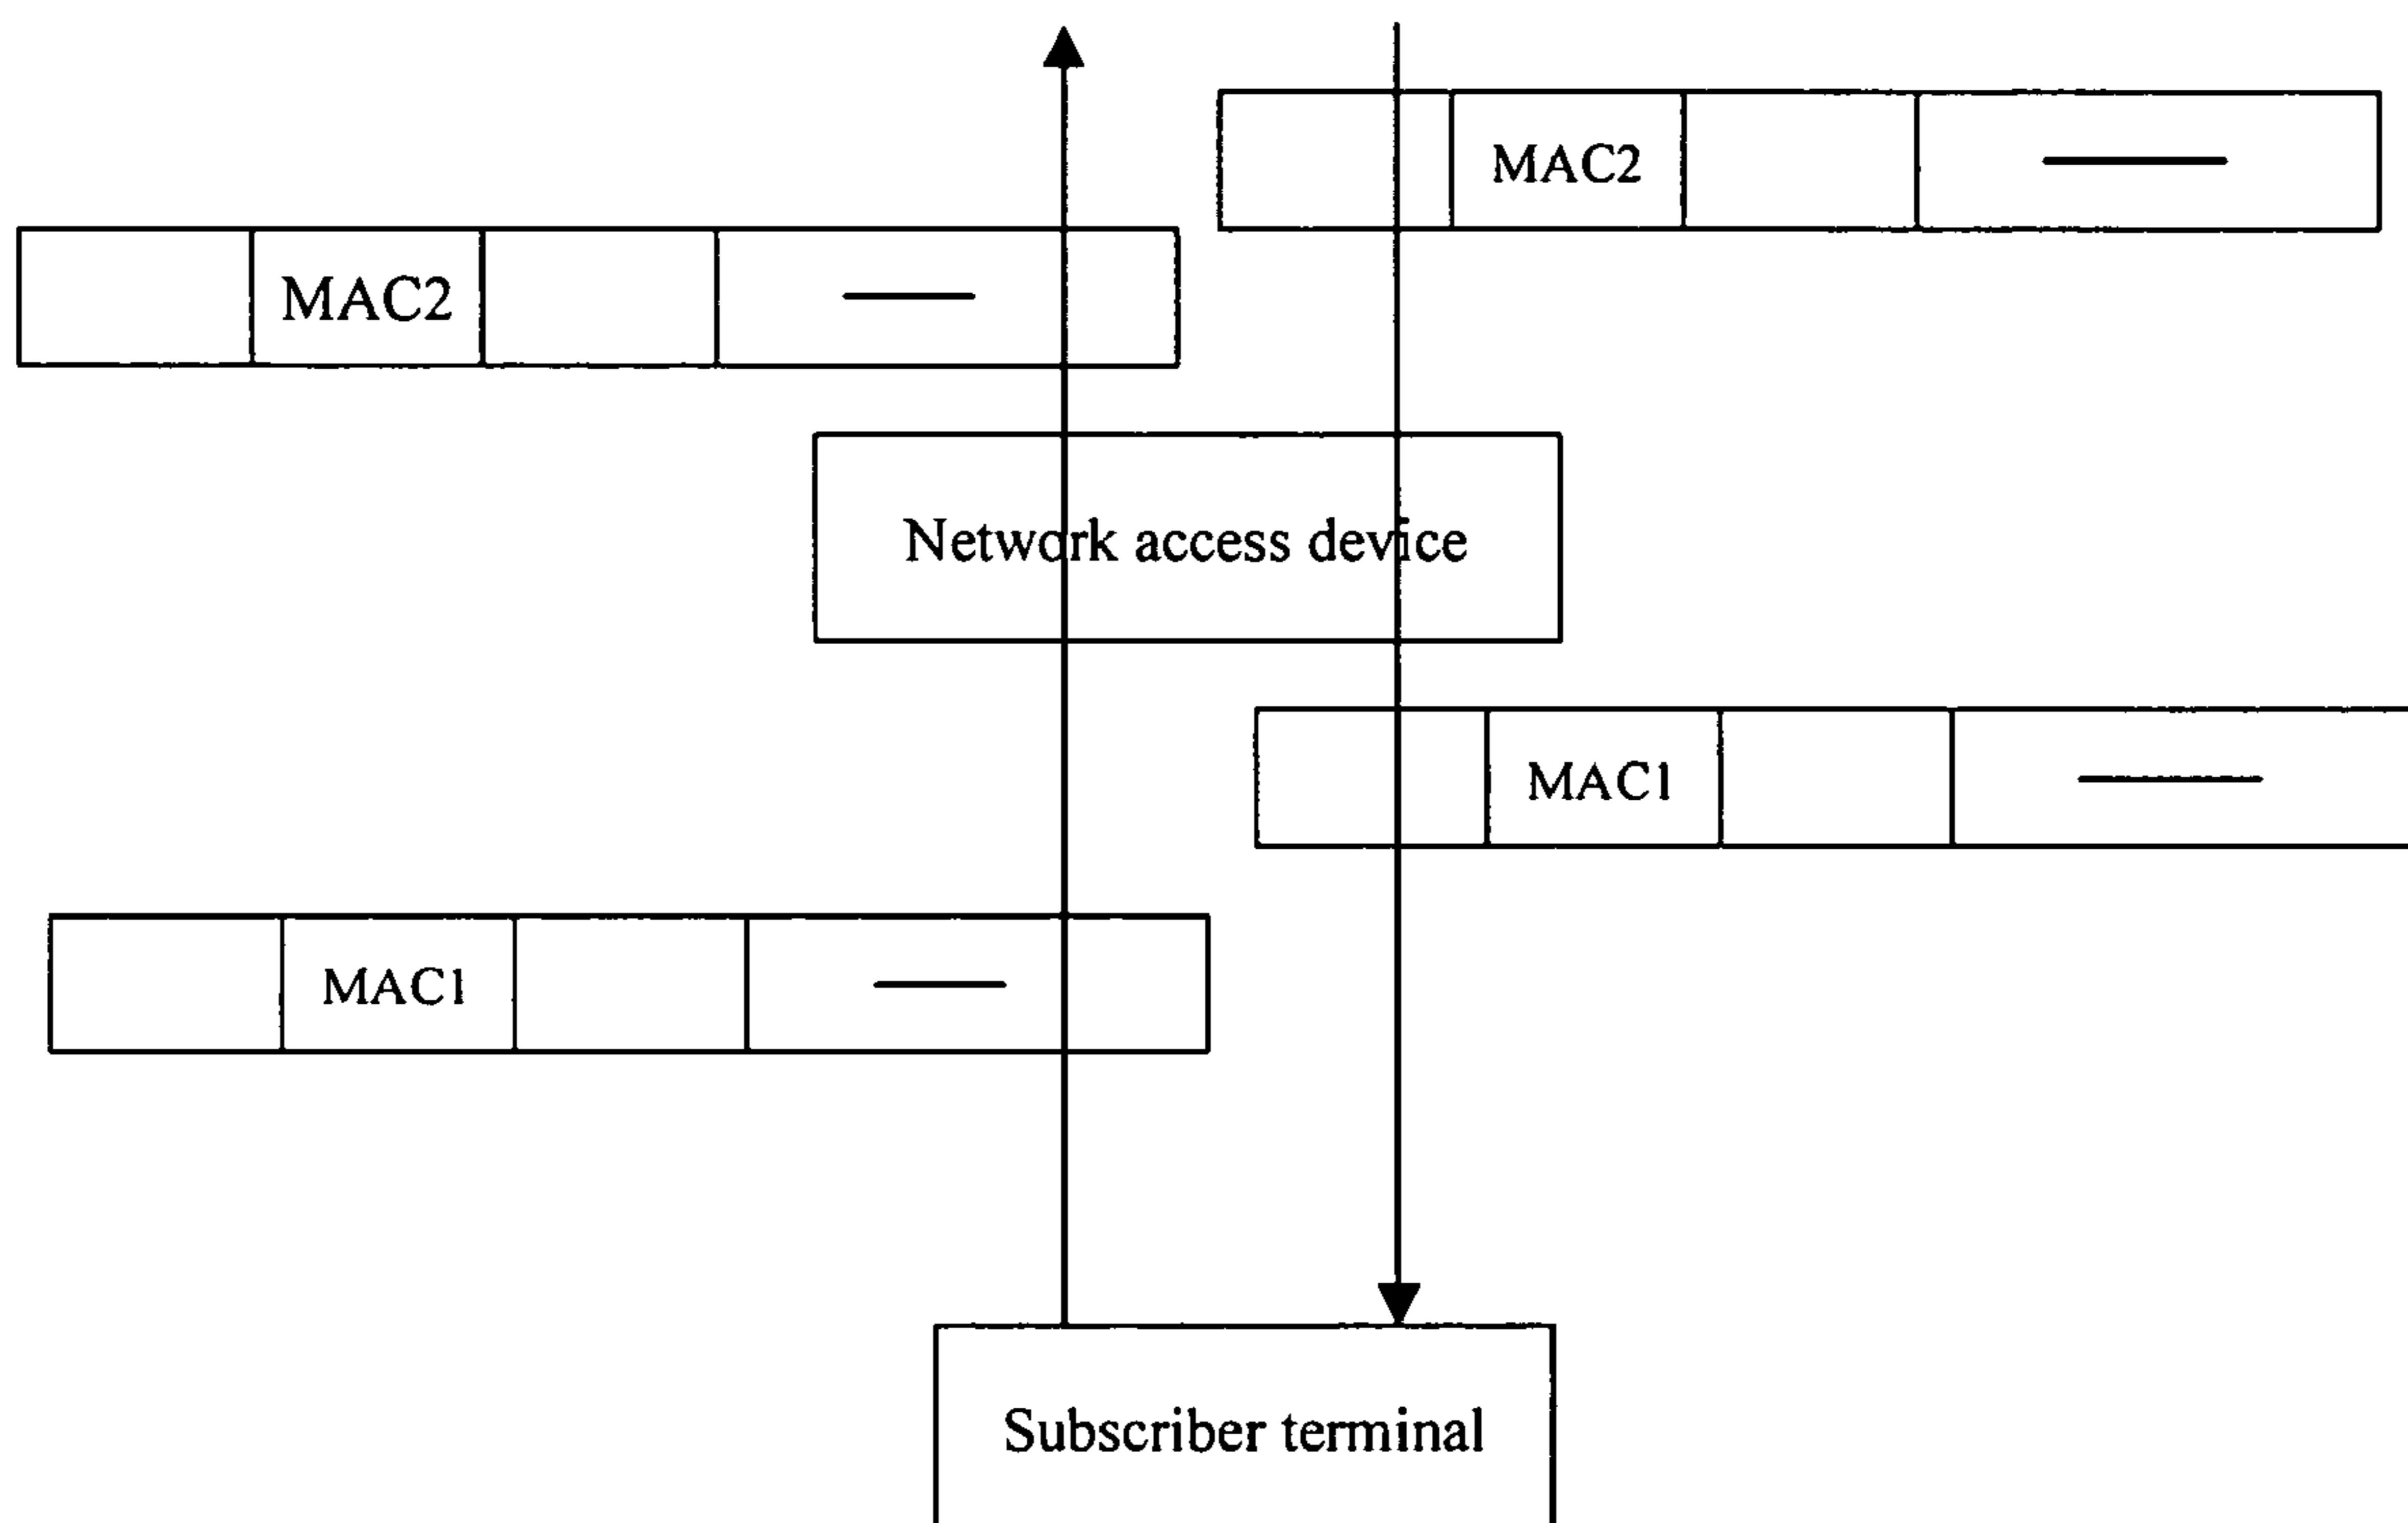 MAC2
MAC2
Network access device
MAC1
MAC1
Subscriber terminal